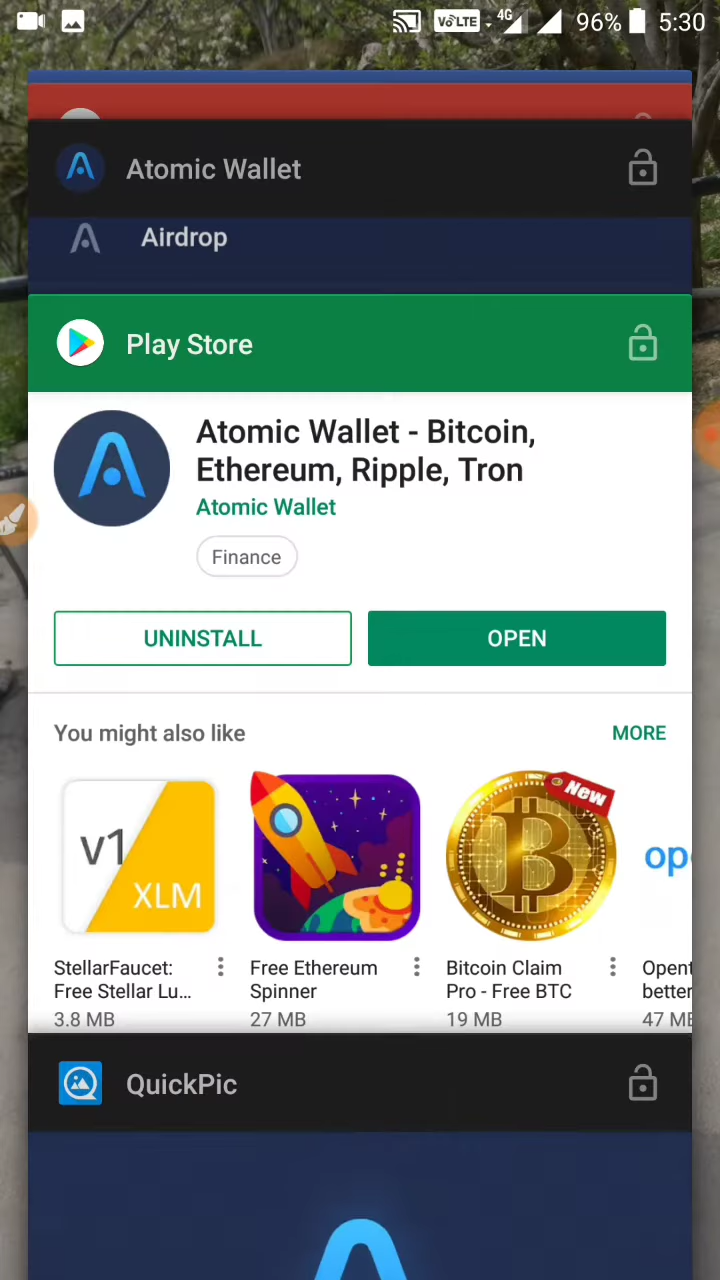 VoLTE 4G 96% 5:30
Atomic Wallet
Airdrop
Play Store
Atomic Wallet - Bitcoin,
Ethereum, Ripple, Tron
Atomic Wallet
Finance
UNINSTALL OPEN
You might also like MORE
New
v1
XLM
op
StellarFaucet:
Free Stellar Lu...
3.8 MB
Free Ethereum
Spinner
27 MB
Bitcoin Claim
Pro - Free BTC
19 MB
Opent
better
47 MB
QuickPic